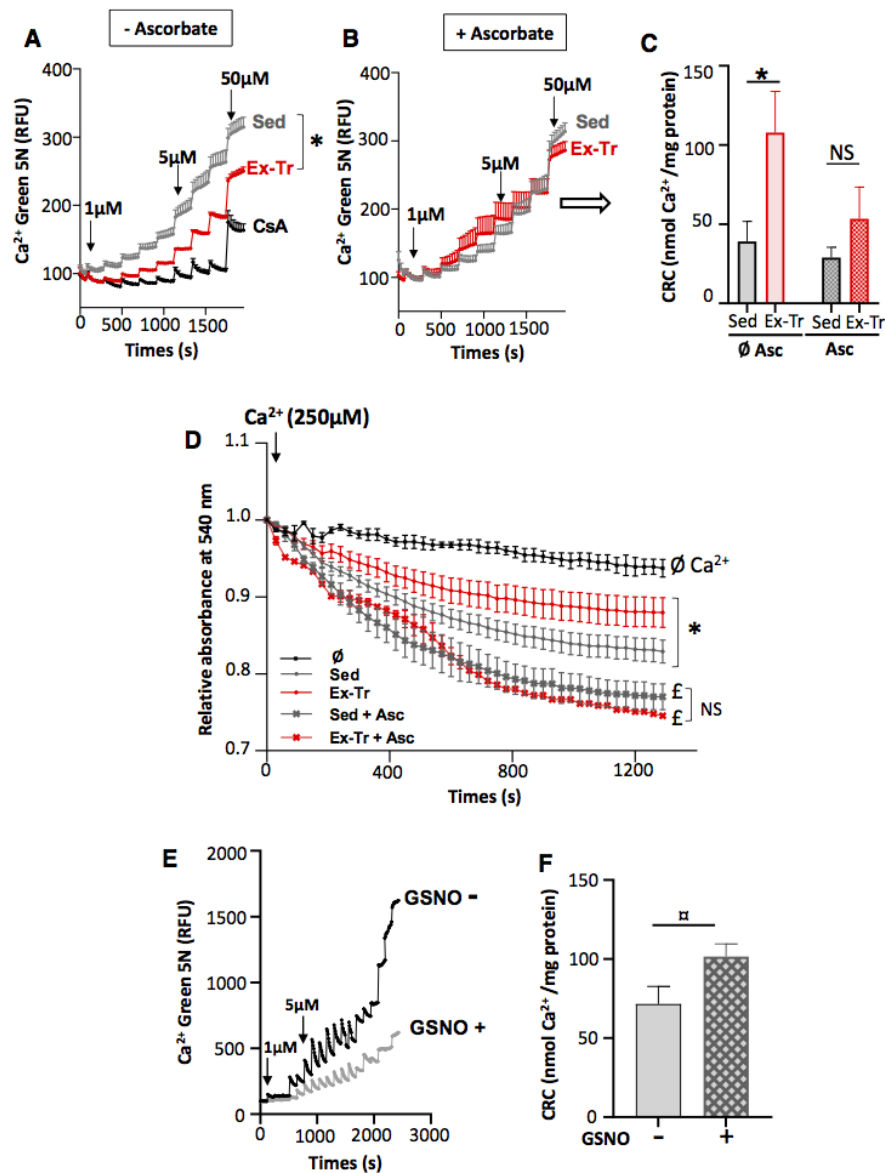 - Ascorbate
+ Ascorbate
A
B
C
Ca²⁺ Green 5N (RFU)
400
300
200
100
0 500 1000 1500
Times (s)
1µM
5µM
50µM
Sed
Ex-Tr
CsA
*
Ca²⁺ Green 5N (RFU)
400
300
200
100
0 500 1000 1500
Times (s)
1µM
5µM
50µM
Sed
Ex-Tr
CRC (nmol Ca²⁺ /mg protein)
150
100
50
0
*
NS
Sed Ex-Tr Sed Ex-Tr
Ø Asc Asc
D
Ca²⁺ (250µM)
Relative absorbance at 540 nm
1.1
1.0
0.9
0.8
0.7
0 400 800 1200
Times (s)
Ø Ca²⁺
*
£
£
NS
Ø
Sed
Ex-Tr
Sed + Asc
Ex-Tr + Asc
E
Ca²⁺ Green 5N (RFU)
2000
1500
1000
500
0
0 1000 2000 3000
Times (s)
1µM
5µM
GSNO -
GSNO +
F
CRC (nmol Ca²⁺ /mg protein)
150
100
50
0
¤
GSNO - +